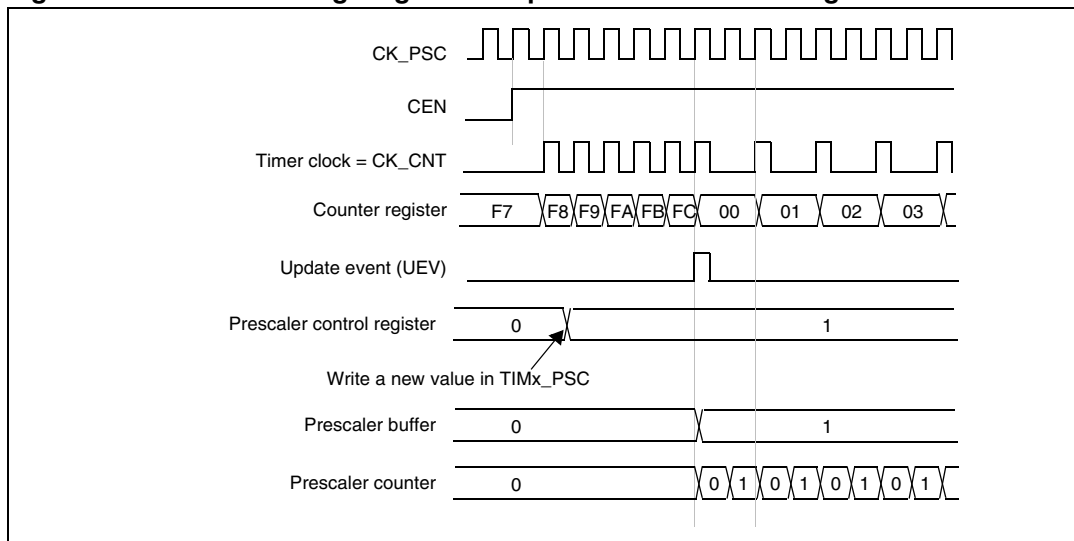 CK_PSC
CEN
Timer clock = CK_CNT
Counter register F7 F8 F9 FA FB FC 00 01 02 03
Update event (UEV)
Prescaler control register 0 1
Write a new value in TIMx_PSC
Prescaler buffer 0 1
Prescaler counter 0 0 1 0 1 0 1 0 1